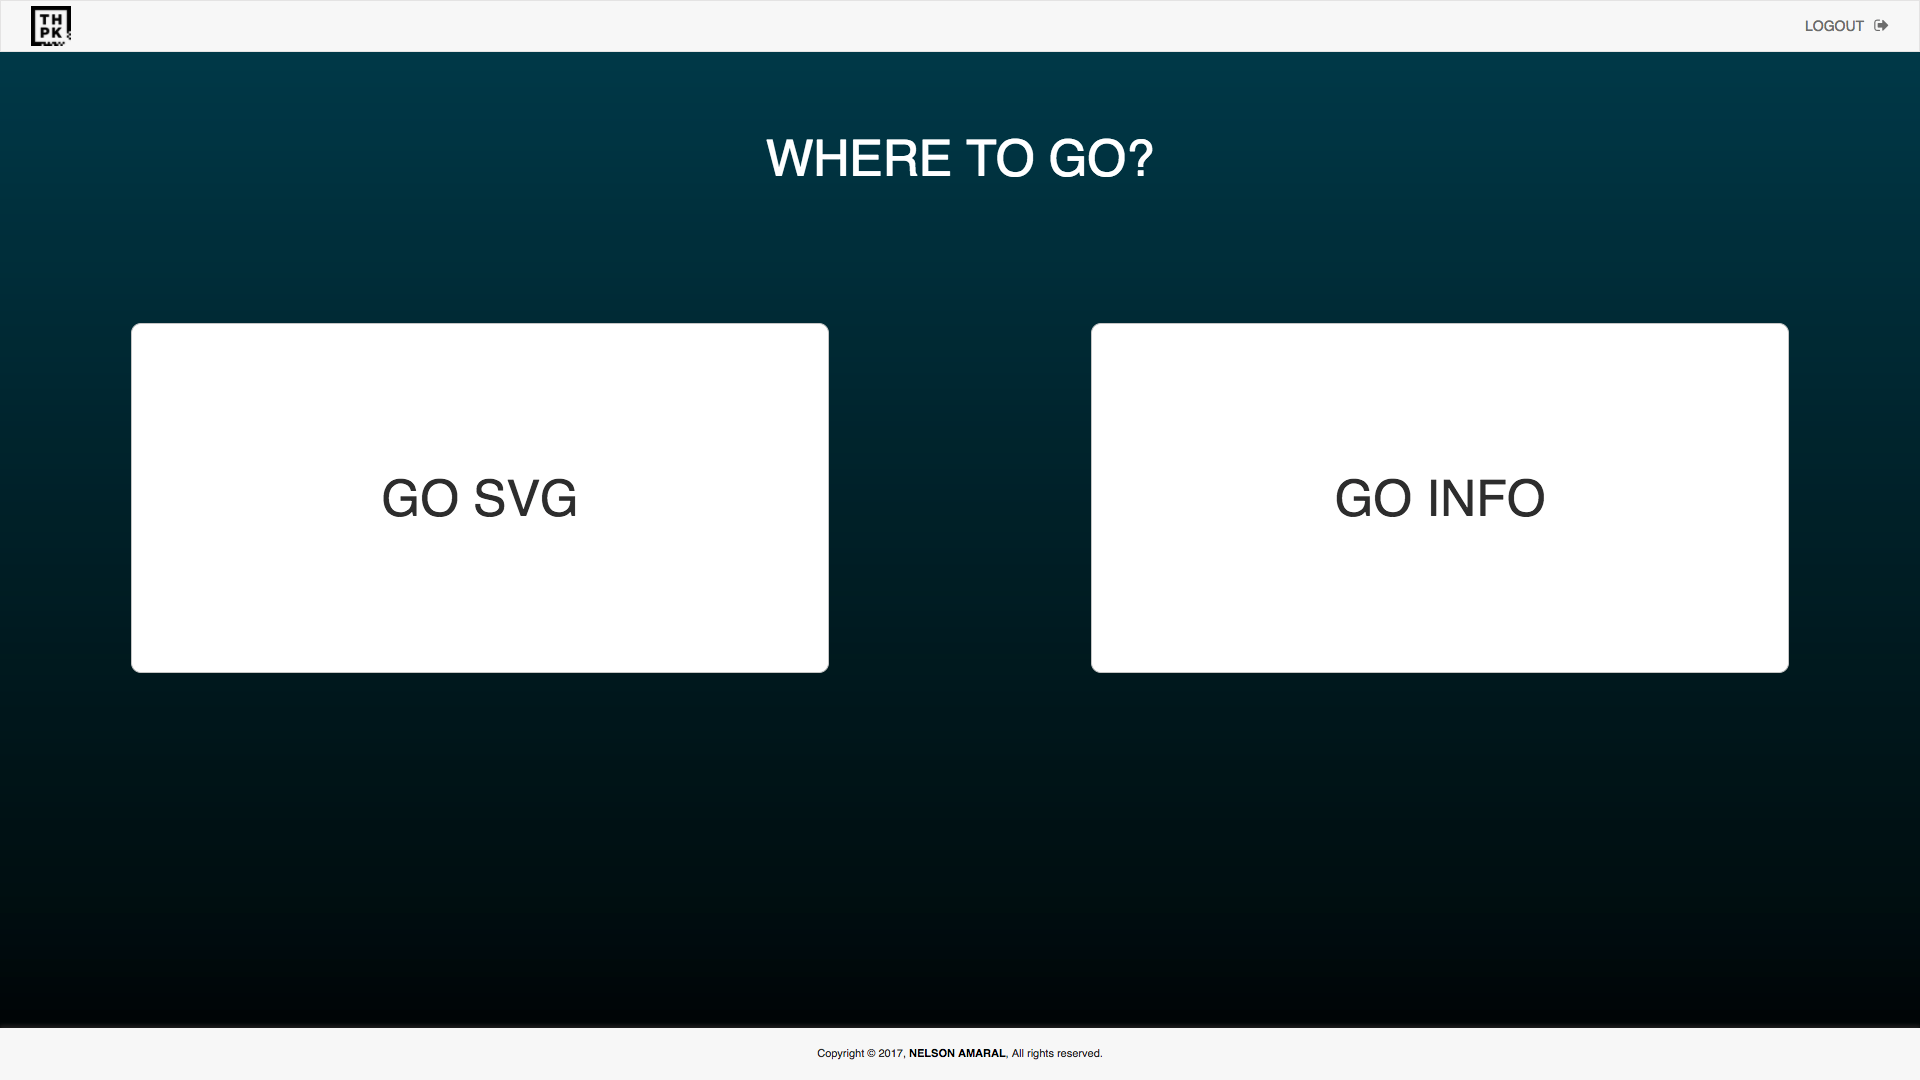 TH
PK
LOGOUT
WHERE TO GO?
GO SVG
GO INFO
Copyright © 2017, NELSON AMARAL, All rights reserved.